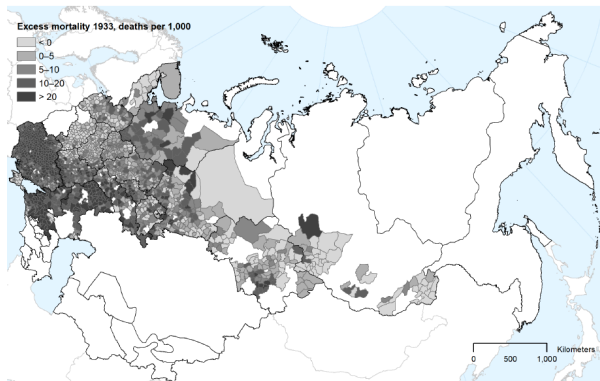 Excess mortality 1933, deaths per 1,000
< 0
0–5
5–10
10–20
> 20
Kilometers
0 500 1,000